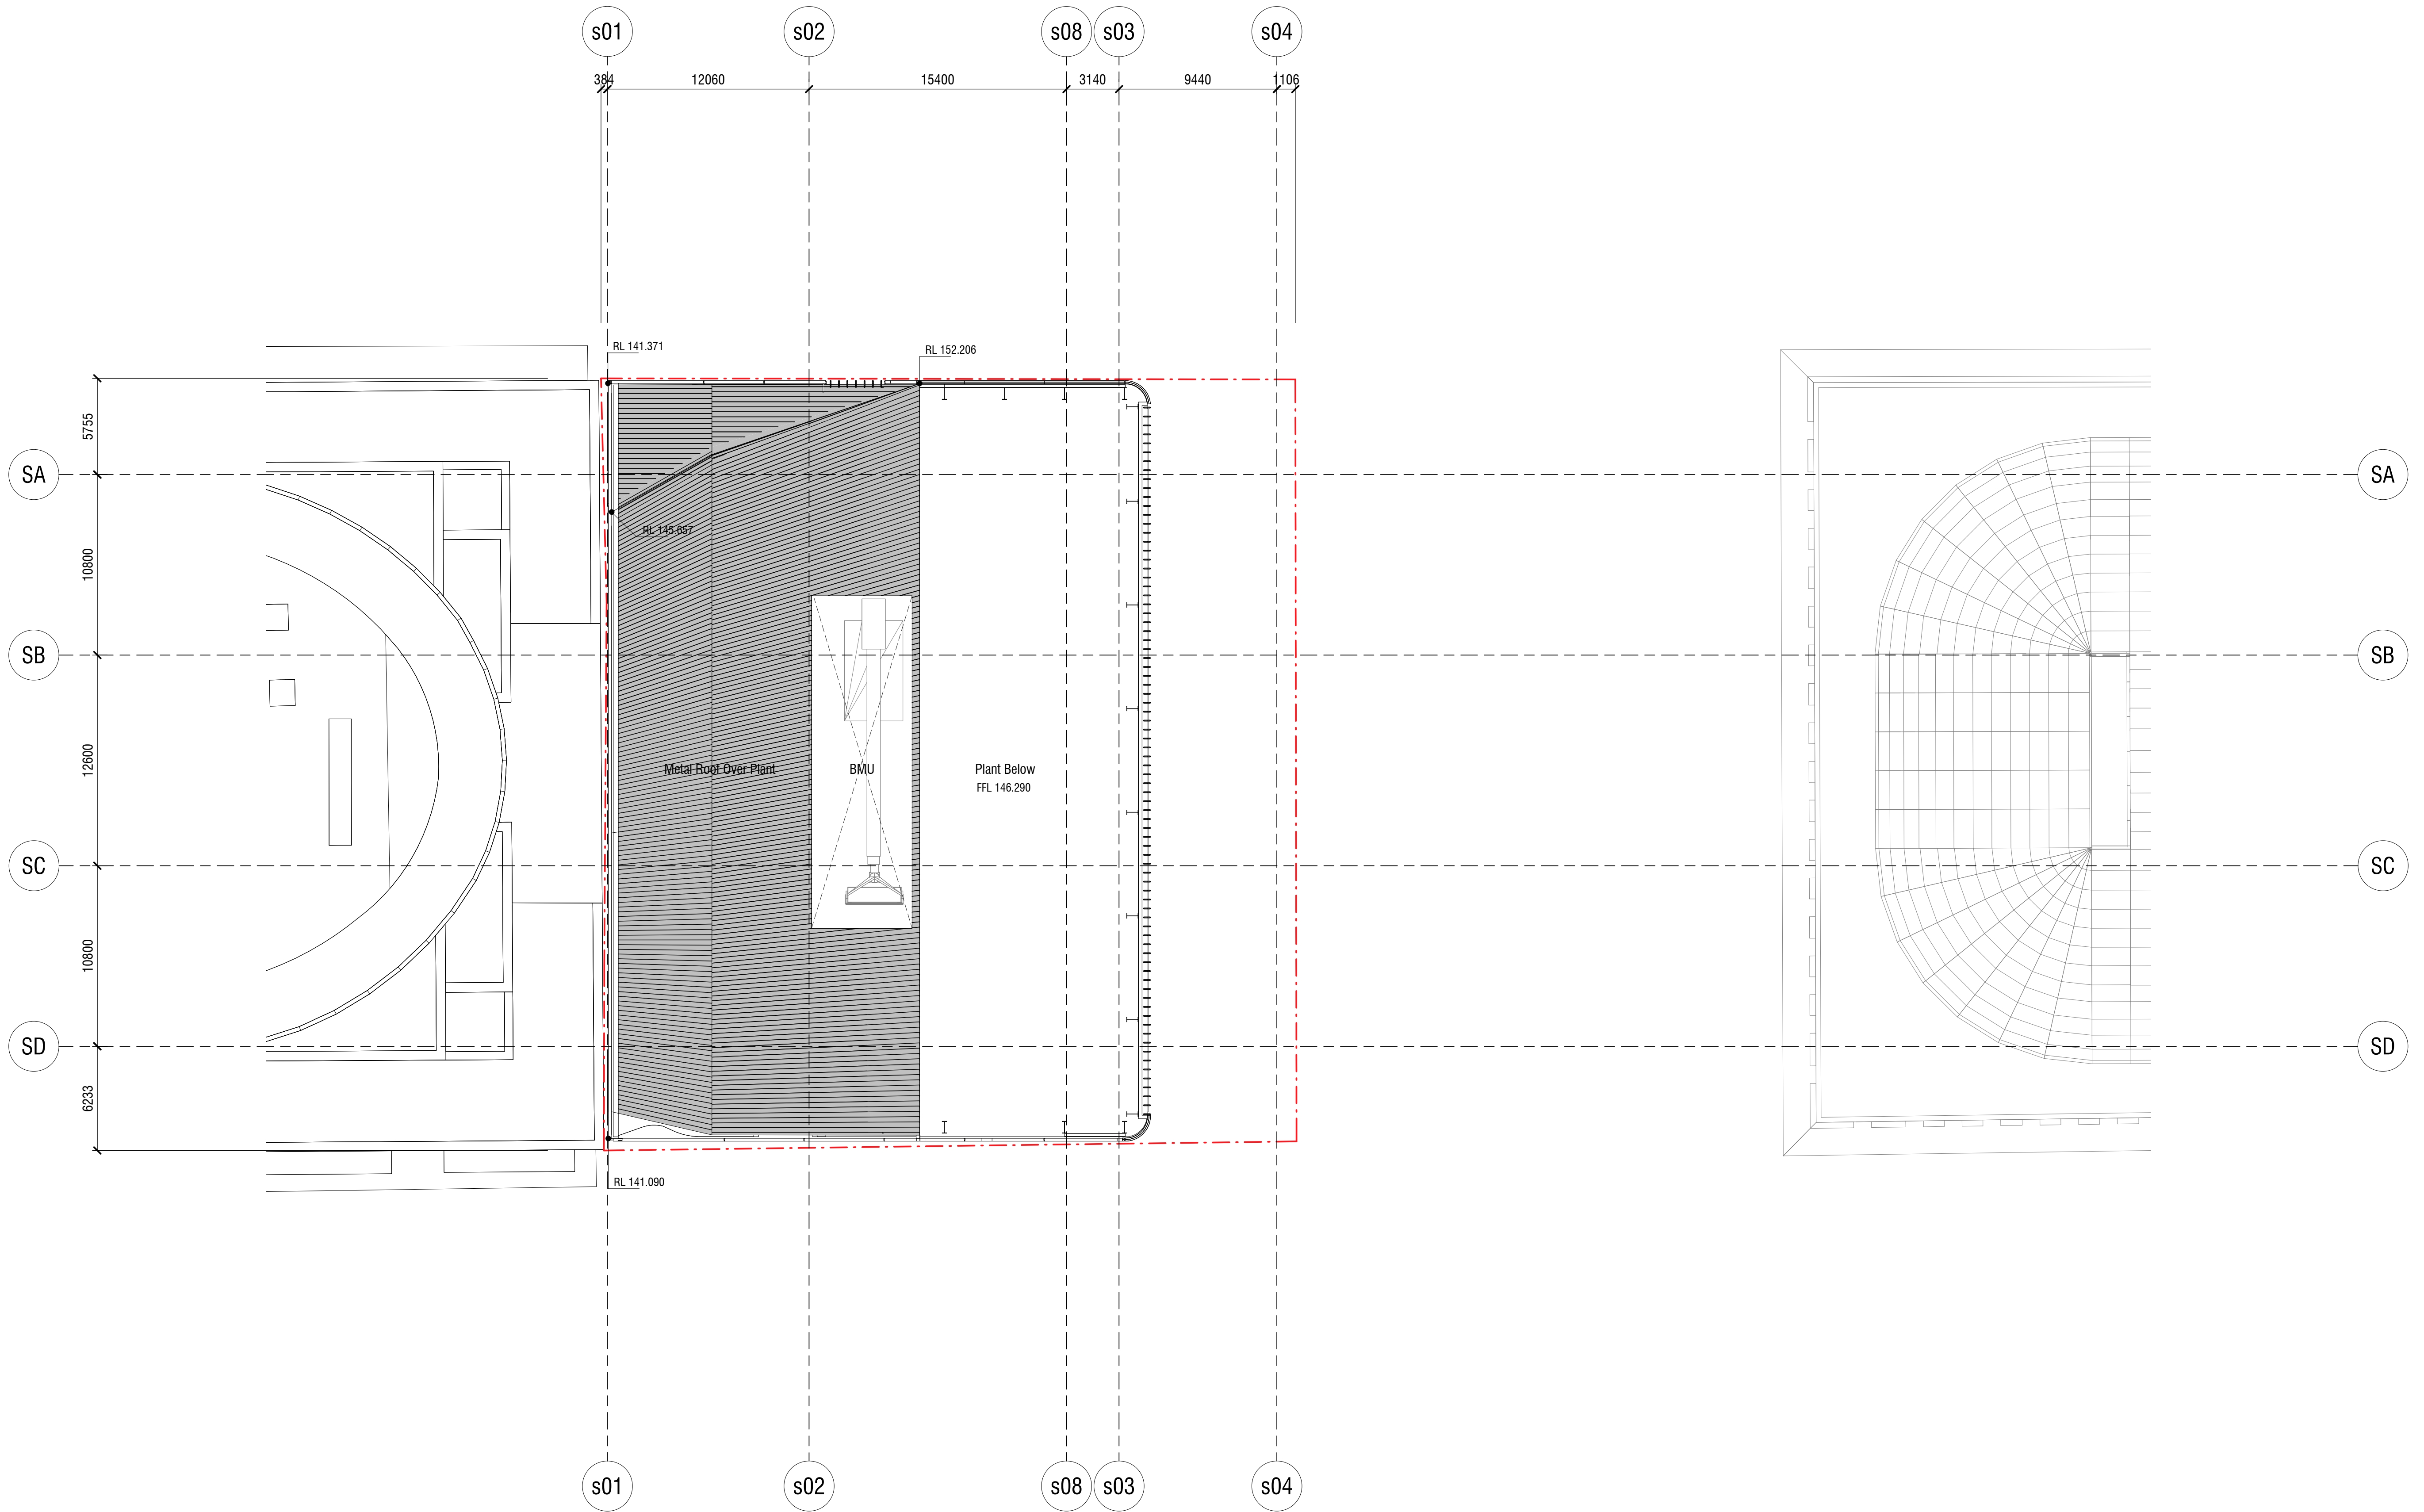 s01 s02 s08 s03 s04
384 12060 15400 3140 9440 1106
RL 141.371
RL 152.206
5755
SA SA
RL 145.657
10800
SB SB
12600
Metal Roof Over Plant BMU Plant Below
FFL 146.290
SC SC
10800
SD SD
6233
RL 141.090
s01 s02 s08 s03 s04